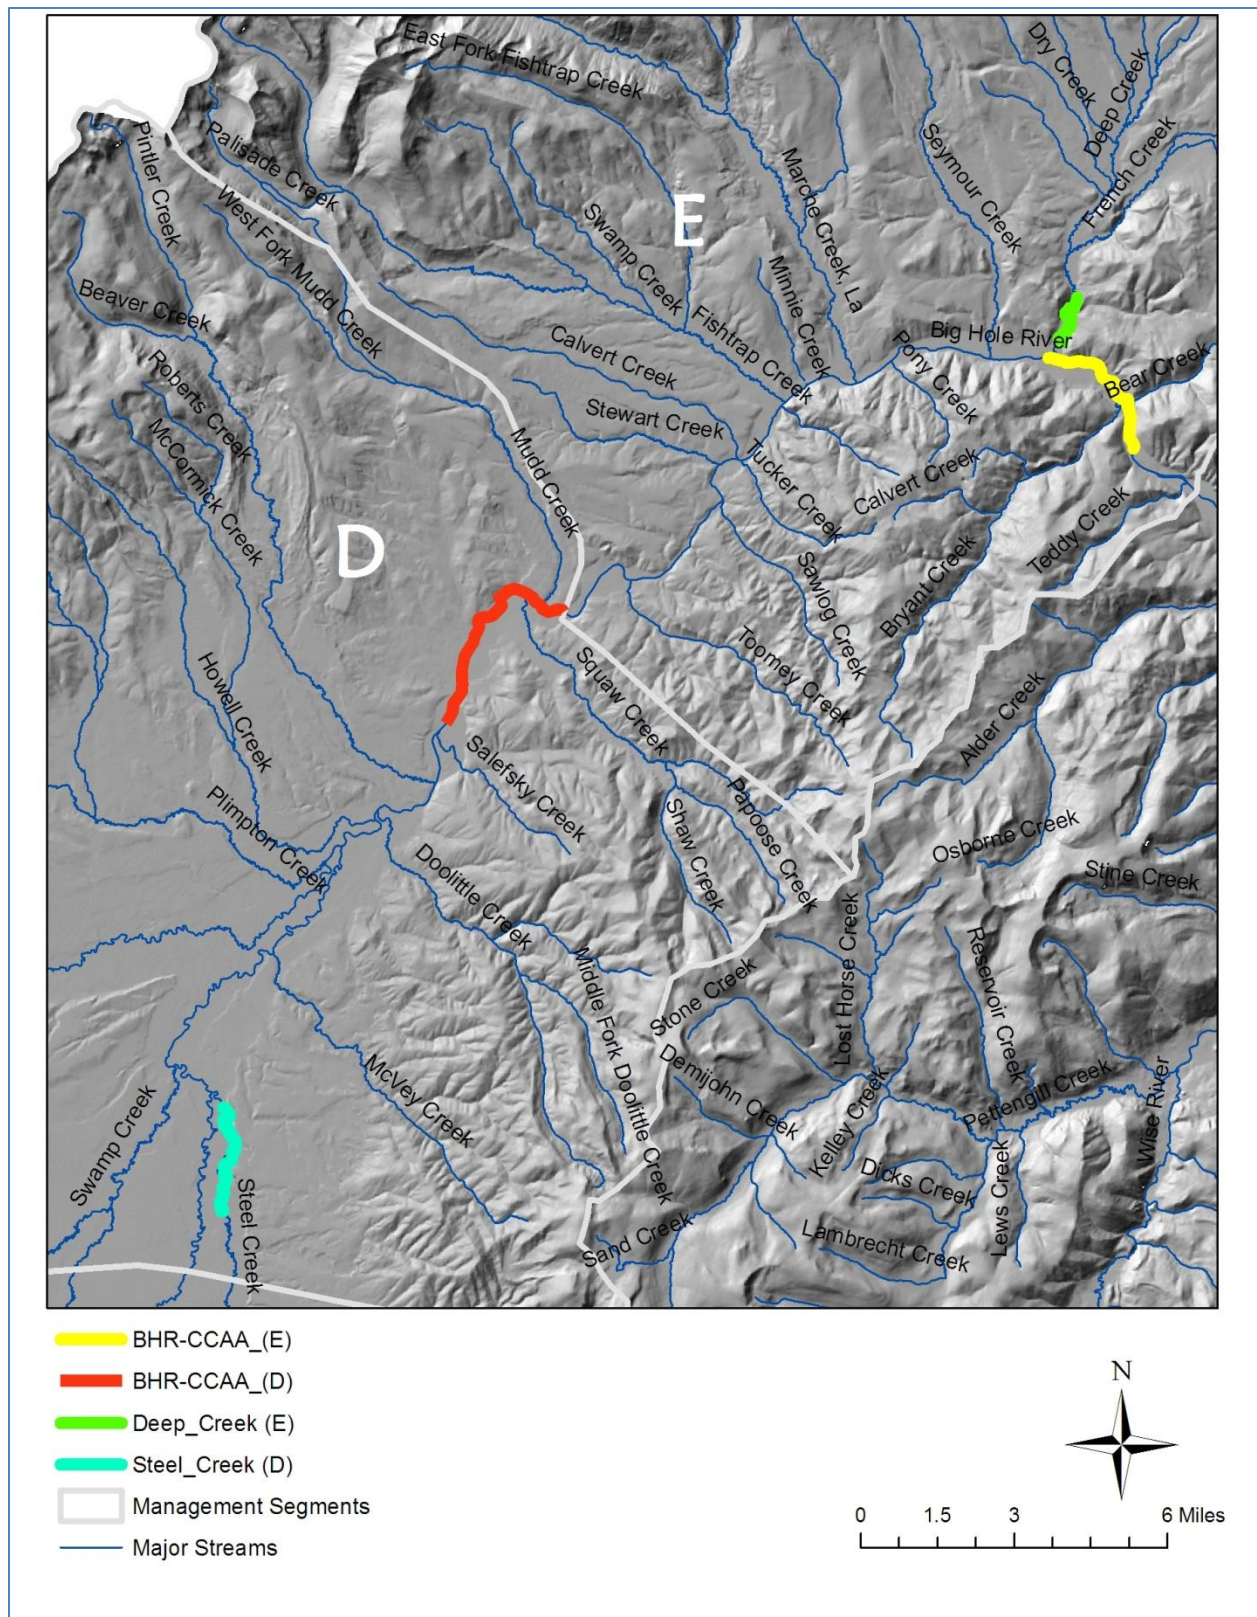 East Fork Fishtrap Creek
Dry Creek
Deep Creek
French Creek
Seymour Creek
Marche Creek, La
Pintler Creek
Palisade Creek
West Fork Mudd Creek
E
Swamp Creek
Minnie Creek
Beaver Creek
Fishtrap Creek
Big Hole River
Bear Creek
Pony Creek
Calvert Creek
Roberts Creek
McCormick Creek
Stewart Creek
Mudd Creek
Tucker Creek
Calvert Creek
Teddy Creek
D
Sawlog Creek
Bryant Creek
Toomey Creek
Squaw Creek
Howell Creek
Alder Creek
Salefsky Creek
Plimpton Creek
Shaw Creek
Papoose Creek
Osborne Creek
Stine Creek
Doolittle Creek
Middle Fork Doolittle Creek
Stone Creek
Lost Horse Creek
Reservoir Creek
McVey Creek
Demijohn Creek
Kelley Creek
Pettengill Creek
Wise River
Swamp Creek
Steel Creek
Dicks Creek
Lews Creek
Sand Creek
Lambrecht Creek
BHR-CCAA_(E)
BHR-CCAA_(D)
Deep_Creek (E)
Steel_Creek (D)
Management Segments
Major Streams
N
0 1.5 3 6 Miles